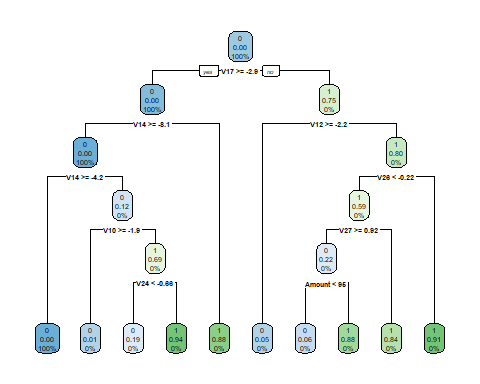 0
0.00
100%
yes V17 >= -2.9 no
0
0.00
100%
1
0.75
0%
V14 >= -8.1
V12 >= -2.2
0
0.00
100%
1
0.80
0%
V14 >= -4.2
V26 < -0.22
0
0.12
0%
1
0.59
0%
V10 >= -1.9
V27 >= 0.92
1
0.69
0%
0
0.22
0%
V24 < -0.66
Amount < 95
0 0 0 1 1 0 0 1 1 1
0.00 0.01 0.19 0.94 0.88 0.05 0.06 0.88 0.84 0.91
100% 0% 0% 0% 0% 0% 0% 0% 0% 0%